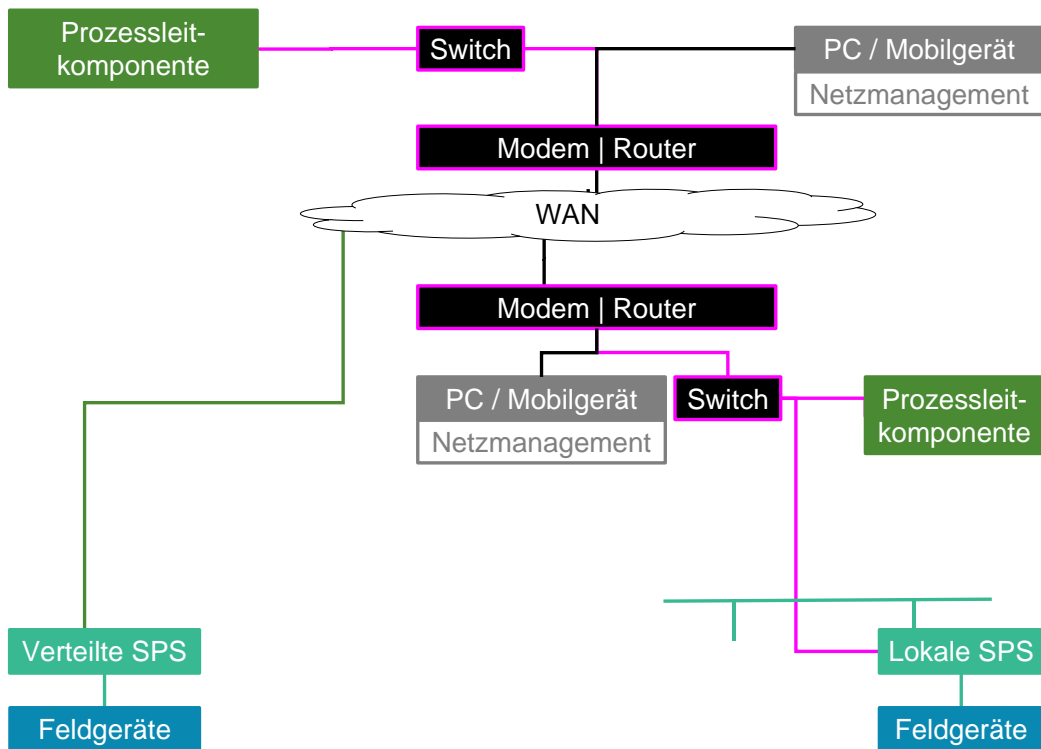 Prozessleit-
komponente
Switch
PC / Mobilgerät
Netzmanagement
Modem | Router
WAN
Modem | Router
PC / Mobilgerät
Netzmanagement
Switch
Prozessleit-
komponente
Verteilte SPS
Lokale SPS
Feldgeräte
Feldgeräte